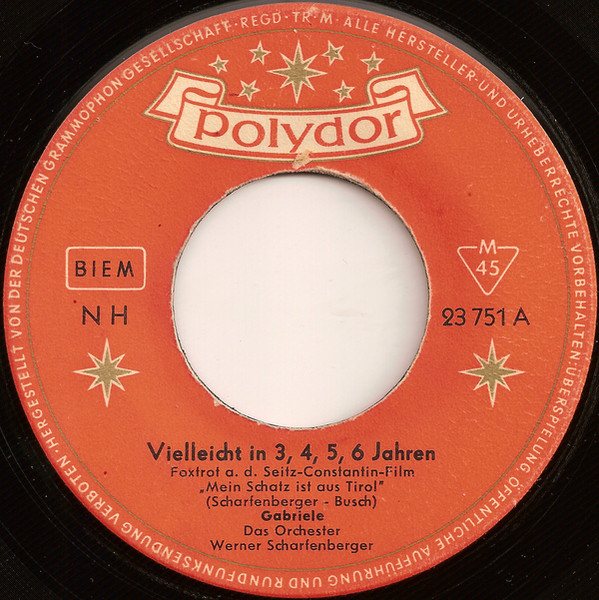 HERGESTELLT VON DER DEUTSCHEN GRAMMOPHON GESELLSCHAFT · REGD · TR · M · ALLE HERSTELLER- UND URHEBERRECHTE VORBEHALTEN: ÜBERSPIELUNG, ÖFFENTLICHE AUFFÜHRUNG UND RUNDFUNKSENDUNG VERBOTEN ·
polydor
BIEM
M
45
NH
23 751 A
Vielleicht in 3, 4, 5, 6 Jahren
Foxtrot a. d. Seitz-Constantin-Film
„Mein Schatz ist aus Tirol"
(Scharfenberger - Busch)
Gabriele
Das Orchester
Werner Scharfenberger